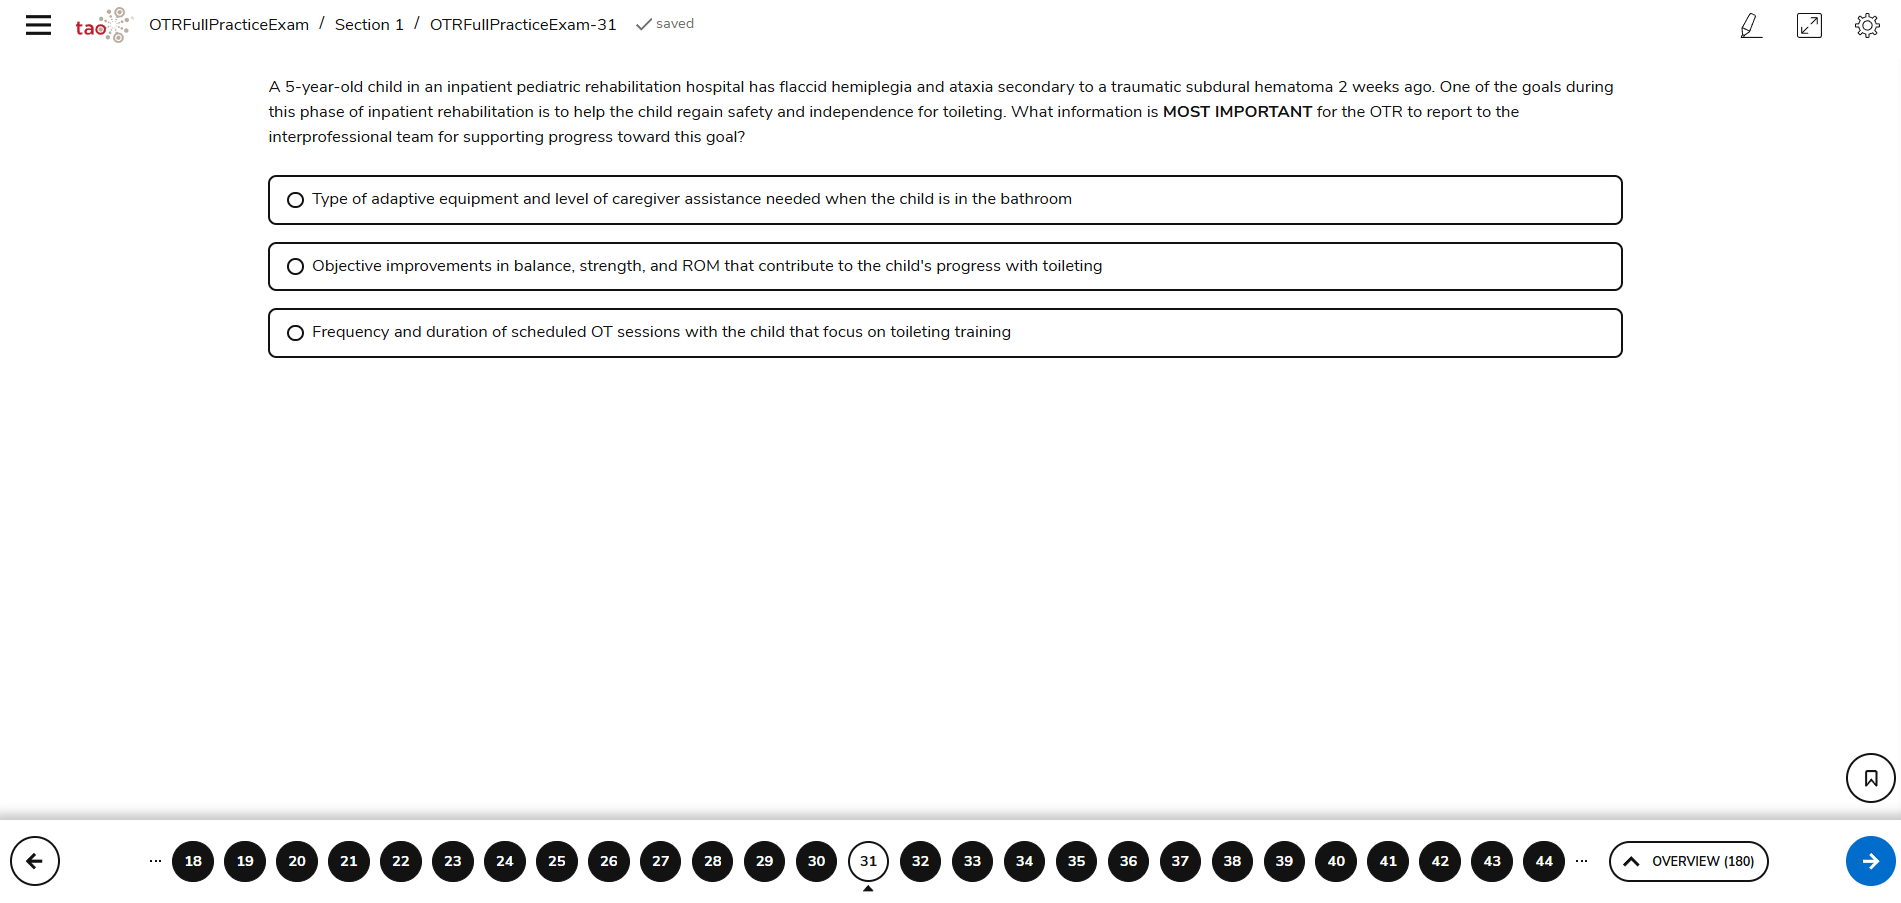 tao OTRFullPracticeExam / Section 1 / OTRFullPracticeExam-31 saved
A 5-year-old child in an inpatient pediatric rehabilitation hospital has flaccid hemiplegia and ataxia secondary to a traumatic subdural hematoma 2 weeks ago. One of the goals during
this phase of inpatient rehabilitation is to help the child regain safety and independence for toileting. What information is MOST IMPORTANT for the OTR to report to the
interprofessional team for supporting progress toward this goal?
Type of adaptive equipment and level of caregiver assistance needed when the child is in the bathroom
Objective improvements in balance, strength, and ROM that contribute to the child's progress with toileting
Frequency and duration of scheduled OT sessions with the child that focus on toileting training
... 18 19 20 21 22 23 24 25 26 27 28 29 30 31 32 33 34 35 36 37 38 39 40 41 42 43 44 ... OVERVIEW (180)